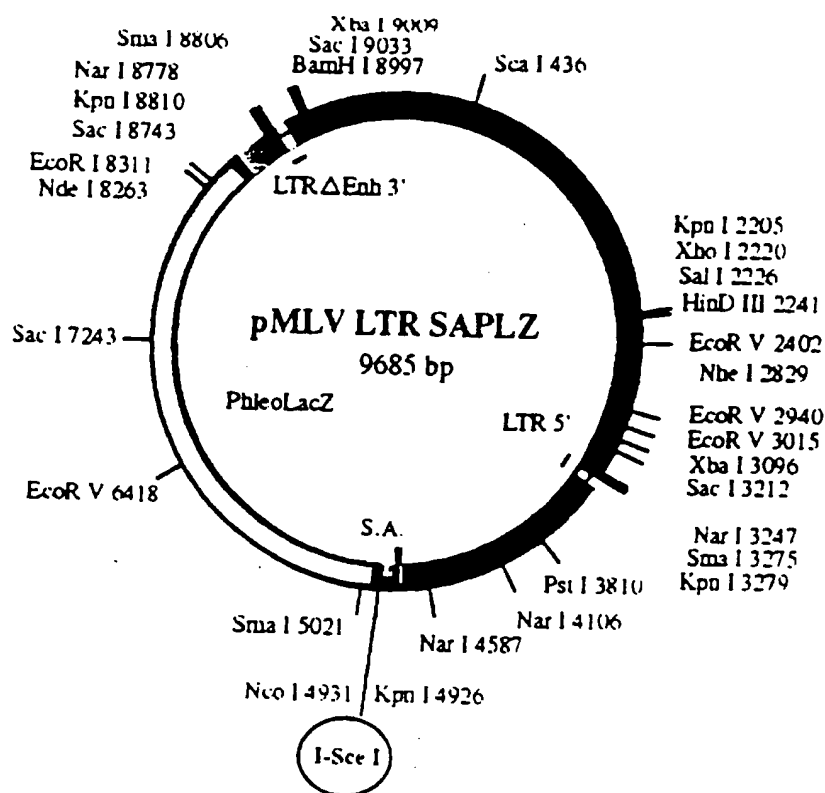 Xba I 9009
Sma I 8806
Sac I 9033
Nar I 8778
BamH I 8997
Sca I 436
Kpn I 8810
Sac I 8743
EcoR I 8311
Nde I 8263
LTR Δ Enh 3'
Kpn I 2205
Xho I 2220
Sal I 2226
HinD III 2241
pMLV LTR SAPLZ
9685 bp
Sac I 7243
EcoR V 2402
Nhe I 2829
PhleoLacZ
LTR 5'
EcoR V 2940
EcoR V 3015
Xba I 3096
Sac I 3212
EcoR V 6418
S.A.
Nar I 3247
Sma I 3275
Kpn I 3279
Pst I 3810
Nar I 4106
Sma I 5021
Nar I 4587
Nco I 4931
Kpn I 4926
I-Sce I